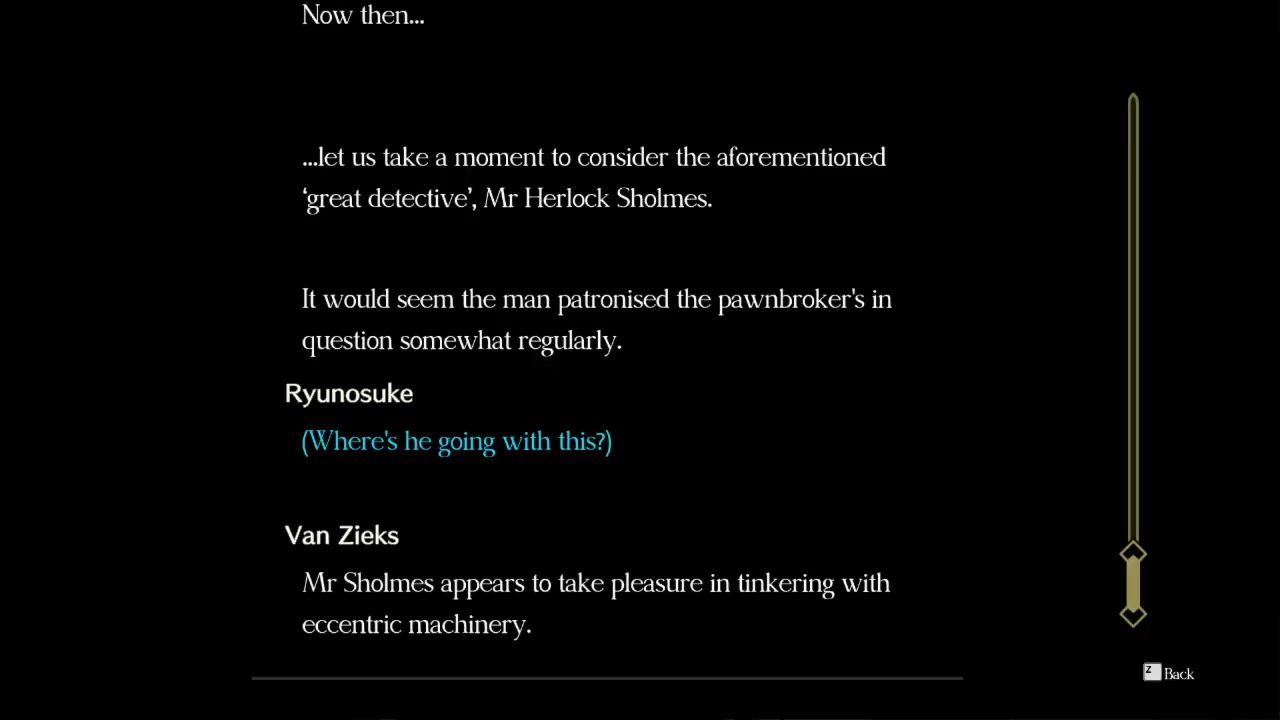 Now then...
...let us take a moment to consider the aforementioned
‘great detective’, Mr Herlock Sholmes.
It would seem the man patronised the pawnbroker's in
question somewhat regularly.
Ryunosuke
(Where's he going with this?)
Van Zieks
Mr Sholmes appears to take pleasure in tinkering with
eccentric machinery.
Z Back